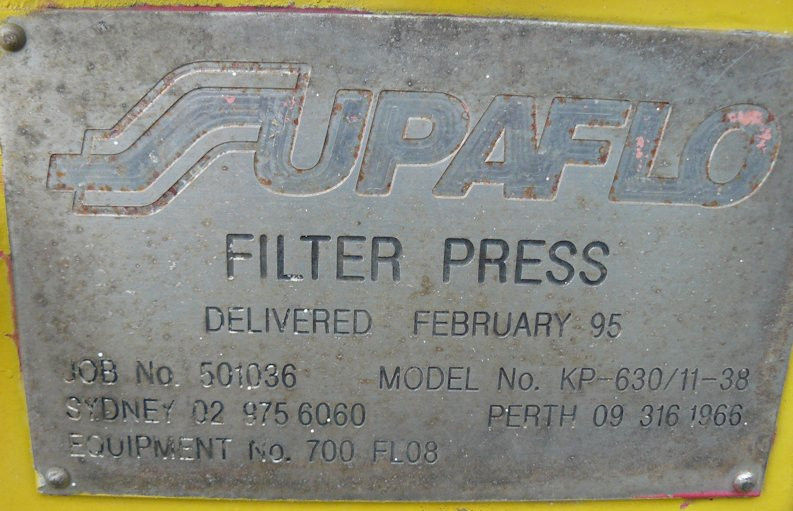 SUPAFLO
FILTER PRESS
DELIVERED FEBRUARY 95
JOB No. 501036 MODEL No. KP-630/11-38
SYDNEY 02 975 6060 PERTH 09 316 1966
EQUIPMENT No. 700 FL08